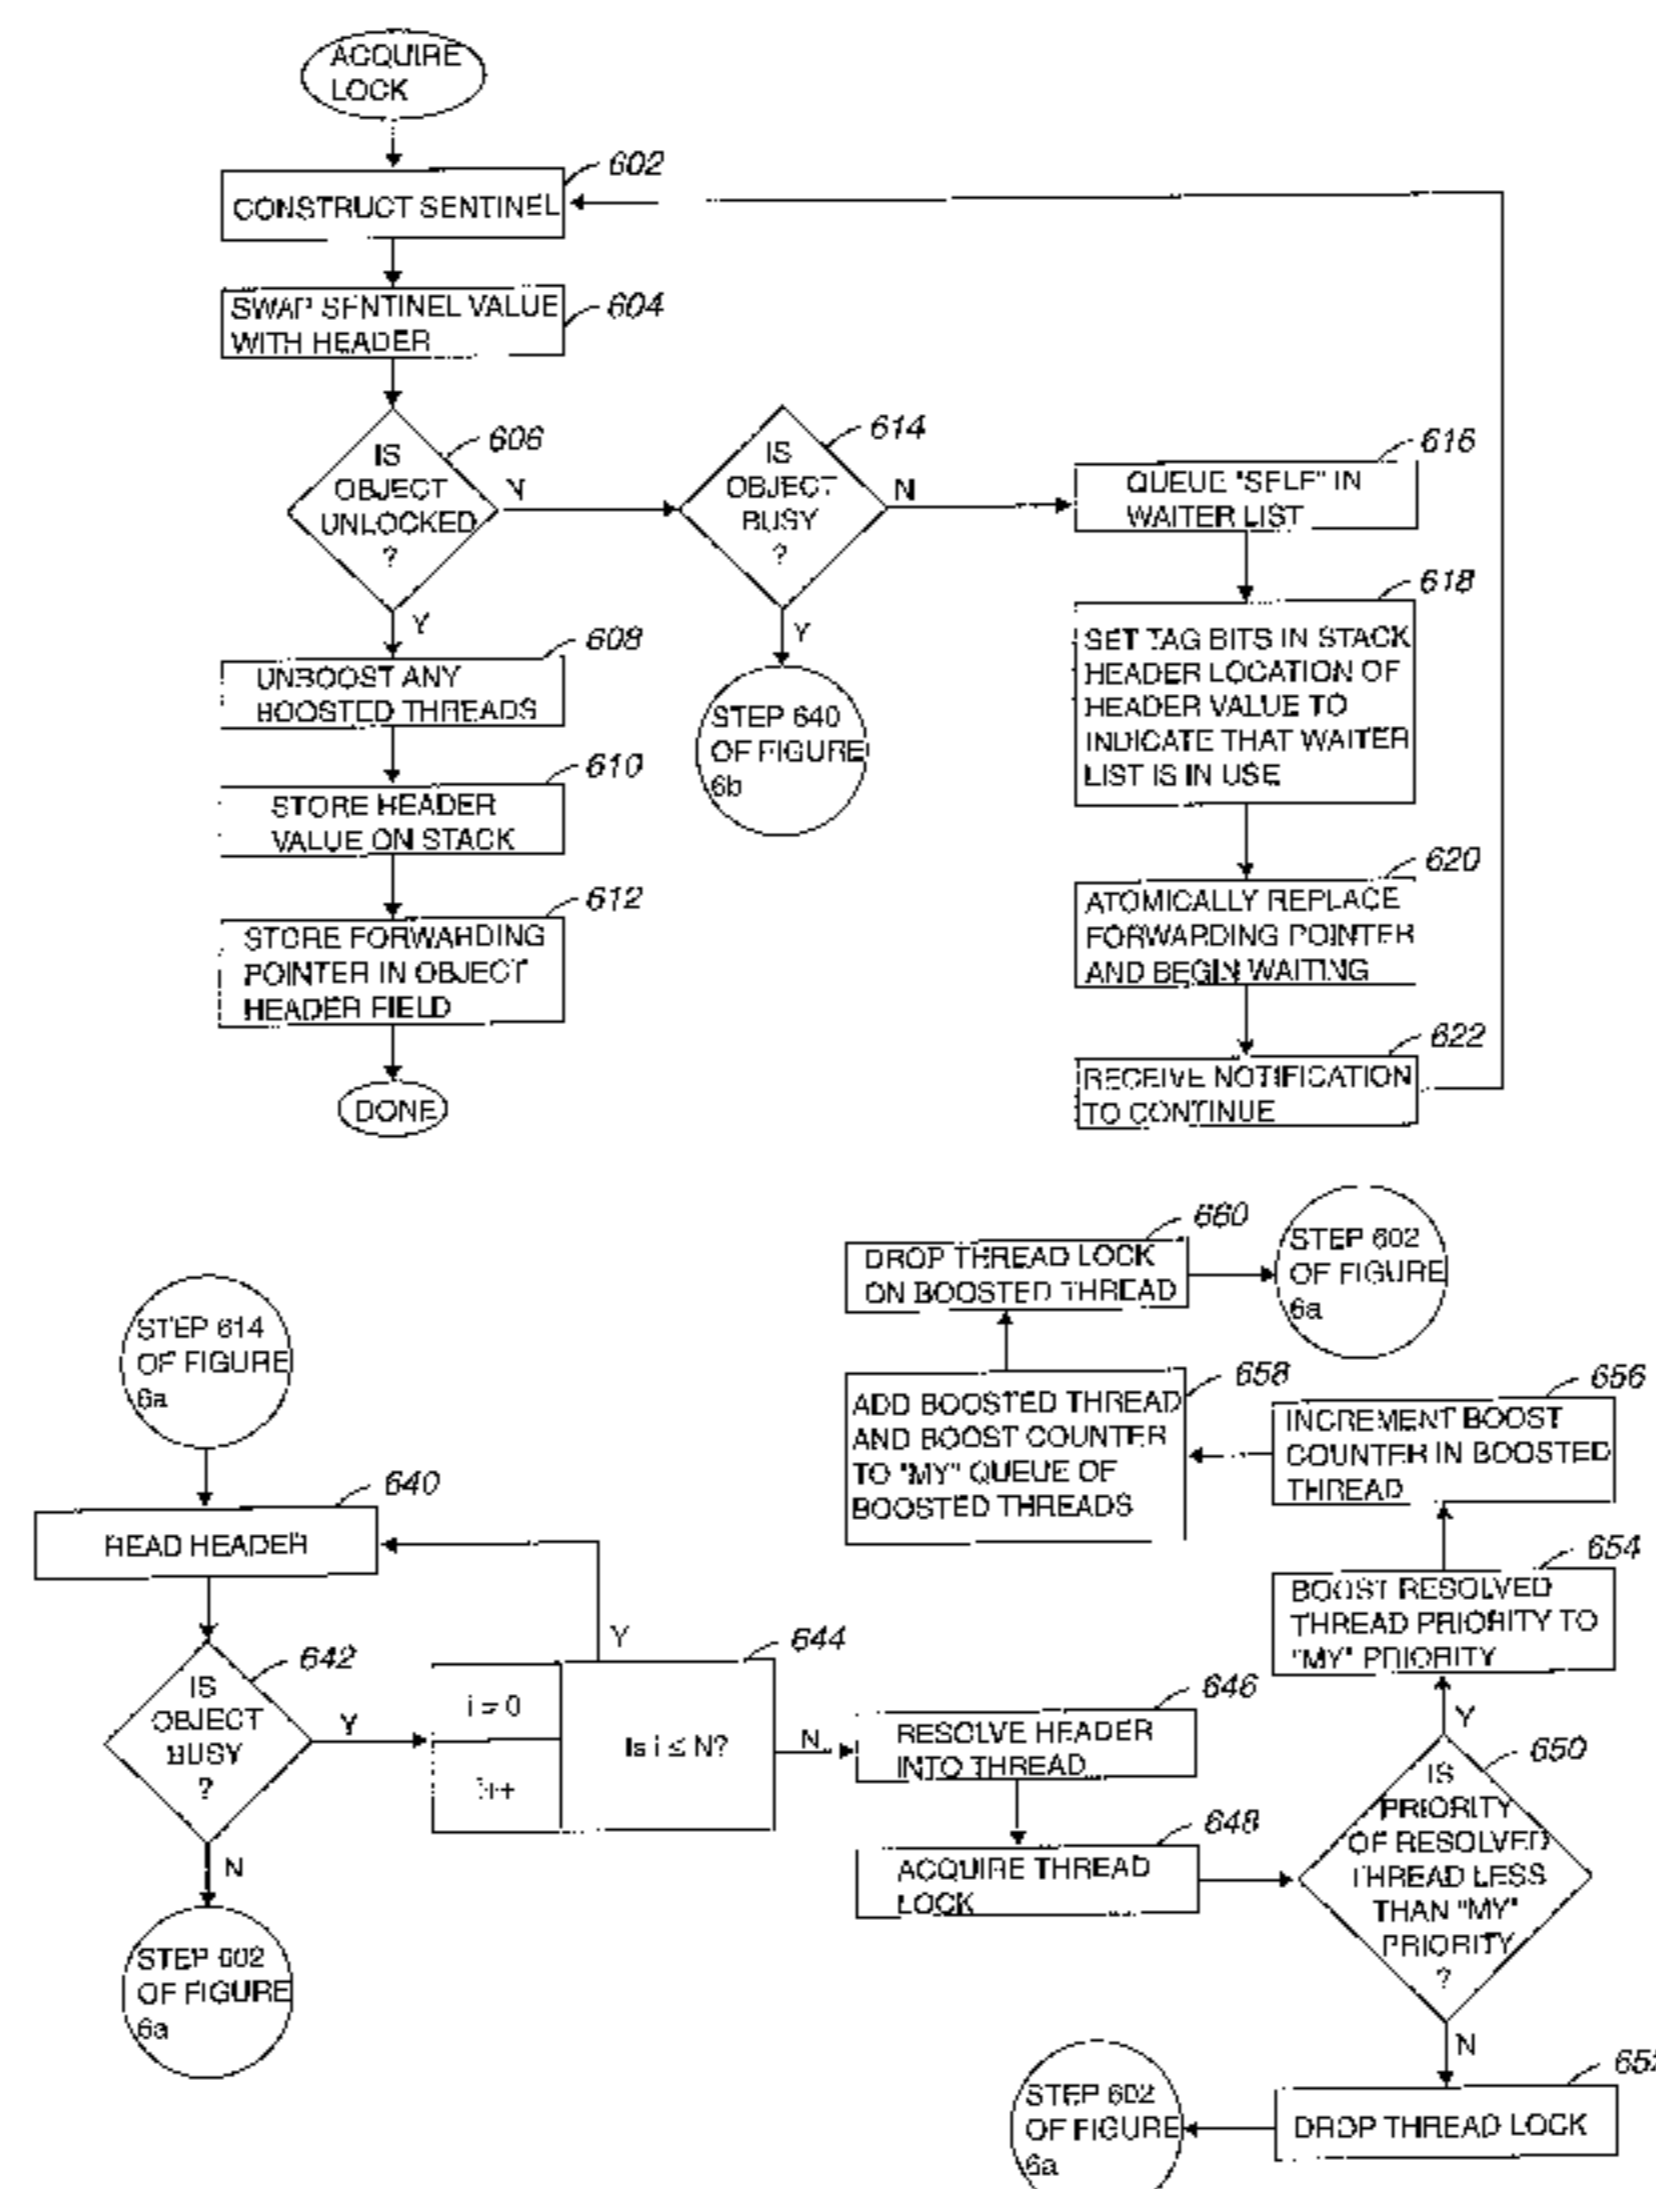 ACQUIRE
LOCK
602
CONSTRUCT SENTINEL
SWAP SENTINEL VALUE
WITH HEADER
604
606
IS
OBJECT
UNLOCKED
?
N
Y
614
IS
OBJECT
BUSY
?
N
Y
616
QUEUE "SELF" IN
WAITER LIST
608
UNBOOST ANY
BOOSTED THREADS
STEP 640
OF FIGURE
6b
618
SET TAG BITS IN STACK
HEADER LOCATION OF
HEADER VALUE TO
INDICATE THAT WAITER
LIST IS IN USE
610
STORE HEADER
VALUE ON STACK
620
ATOMICALLY REPLACE
FORWARDING POINTER
AND BEGIN WAITING
612
STORE FORWARDING
POINTER IN OBJECT
HEADER FIELD
622
RECEIVE NOTIFICATION
TO CONTINUE
DONE
660
DROP THREAD LOCK
ON BOOSTED THREAD
STEP 602
OF FIGURE
6a
STEP 614
OF FIGURE
6a
658
ADD BOOSTED THREAD
AND BOOST COUNTER
TO "MY" QUEUE OF
BOOSTED THREADS
656
INCREMENT BOOST
COUNTER IN BOOSTED
THREAD
640
READ HEADER
654
BOOST RESOLVED
THREAD PRIORITY TO
"MY" PRIORITY
642
IS
OBJECT
BUSY
?
Y
N
Y
644
i = 0
i++
Is i ≤ N?
N
646
RESOLVE HEADER
INTO THREAD
648
ACQUIRE THREAD
LOCK
Y
650
IS
PRIORITY
OF RESOLVED
THREAD LESS
THAN "MY"
PRIORITY
?
N
STEP 602
OF FIGURE
6a
DROP THREAD LOCK
STEP 602
OF FIGURE
6a